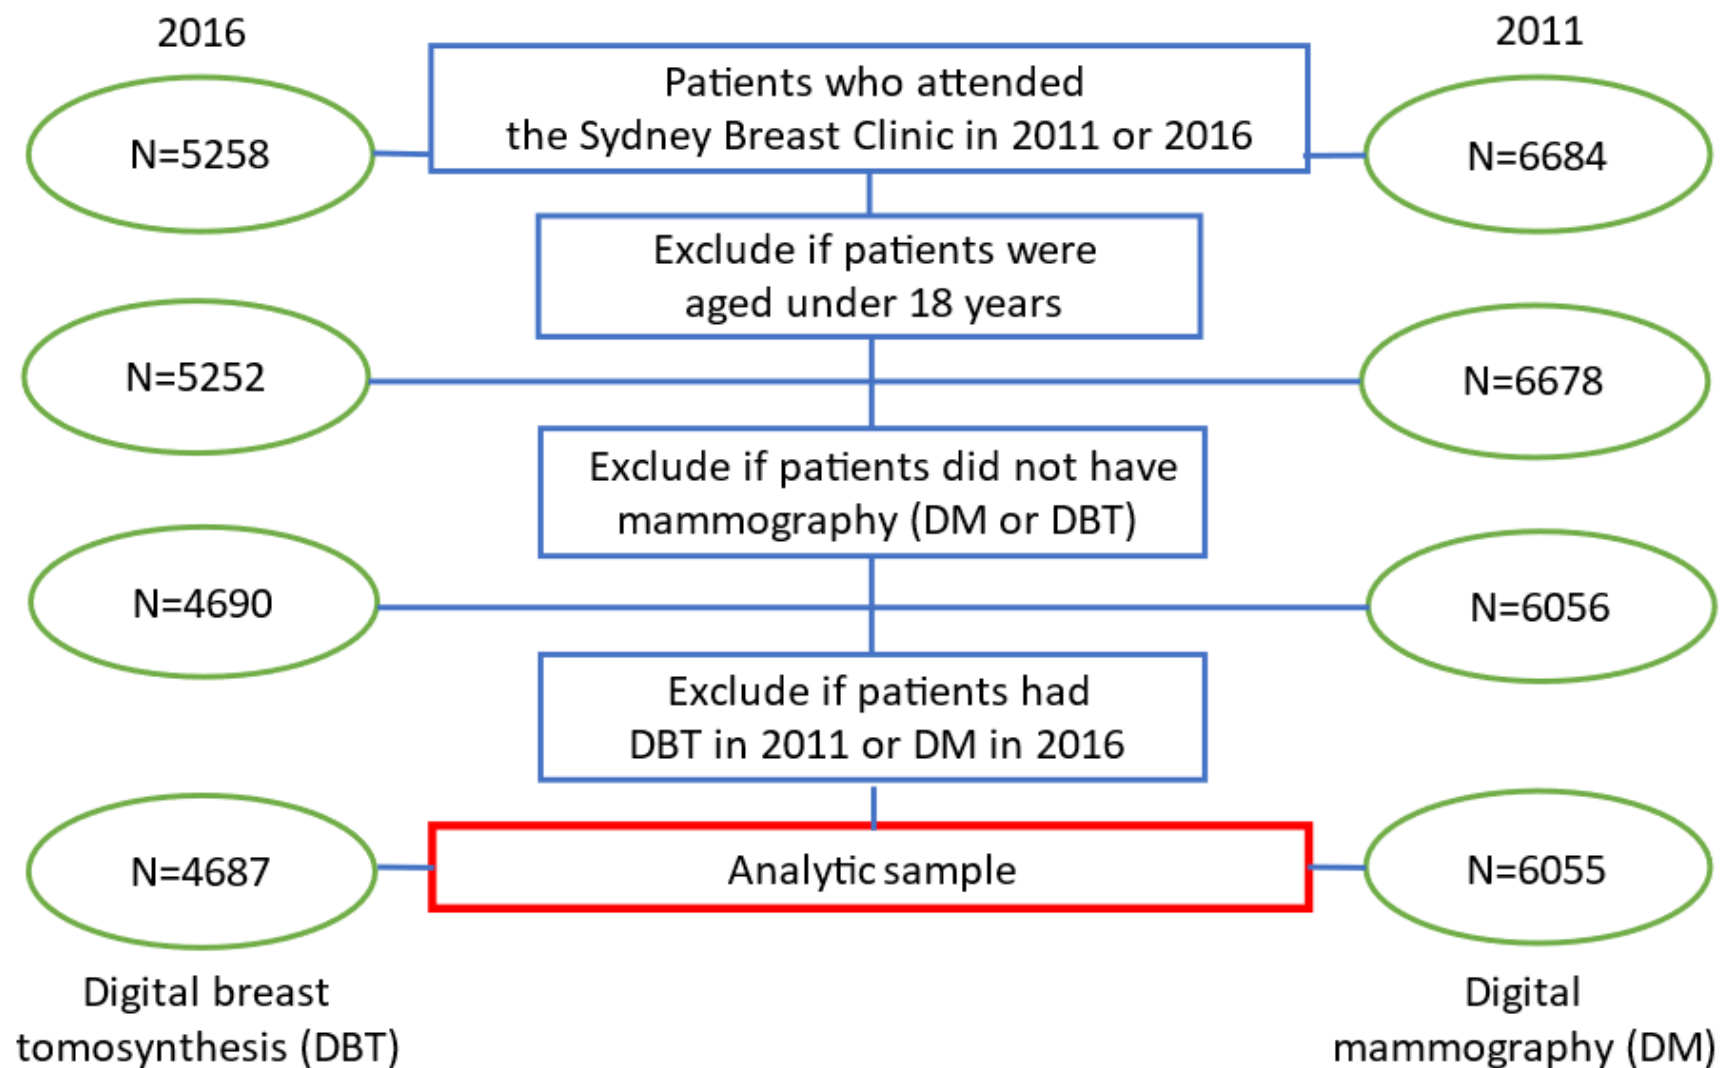 2016
2011
Patients who attended
the Sydney Breast Clinic in 2011 or 2016
N=5258
N=6684
Exclude if patients were
aged under 18 years
N=5252
N=6678
Exclude if patients did not have
mammography (DM or DBT)
N=4690
N=6056
Exclude if patients had
DBT in 2011 or DM in 2016
N=4687
Analytic sample
N=6055
Digital breast
tomosynthesis (DBT)
Digital
mammography (DM)